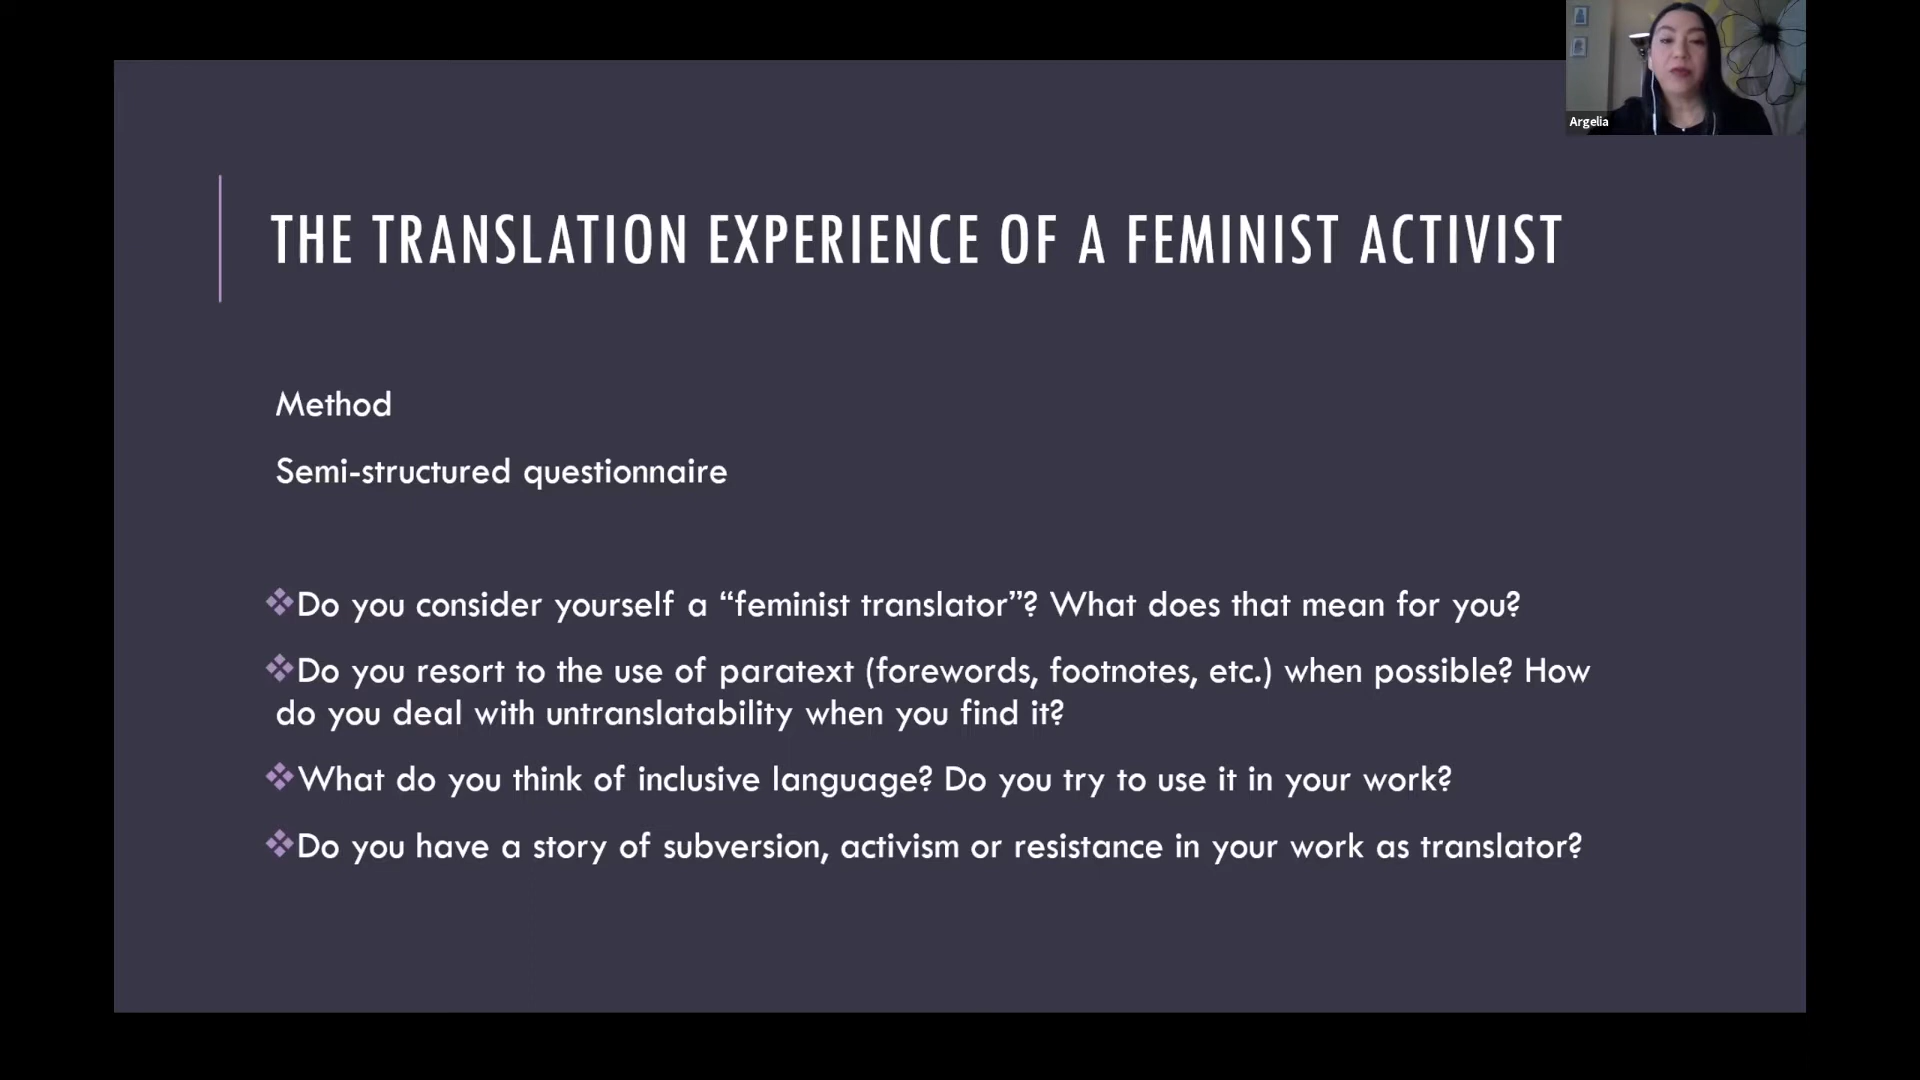 Argelia
THE TRANSLATION EXPERIENCE OF A FEMINIST ACTIVIST
Method
Semi-structured questionnaire
❖Do you consider yourself a “feminist translator”? What does that mean for you?
❖Do you resort to the use of paratext (forewords, footnotes, etc.) when possible? How
do you deal with untranslatability when you find it?
❖What do you think of inclusive language? Do you try to use it in your work?
❖Do you have a story of subversion, activism or resistance in your work as translator?